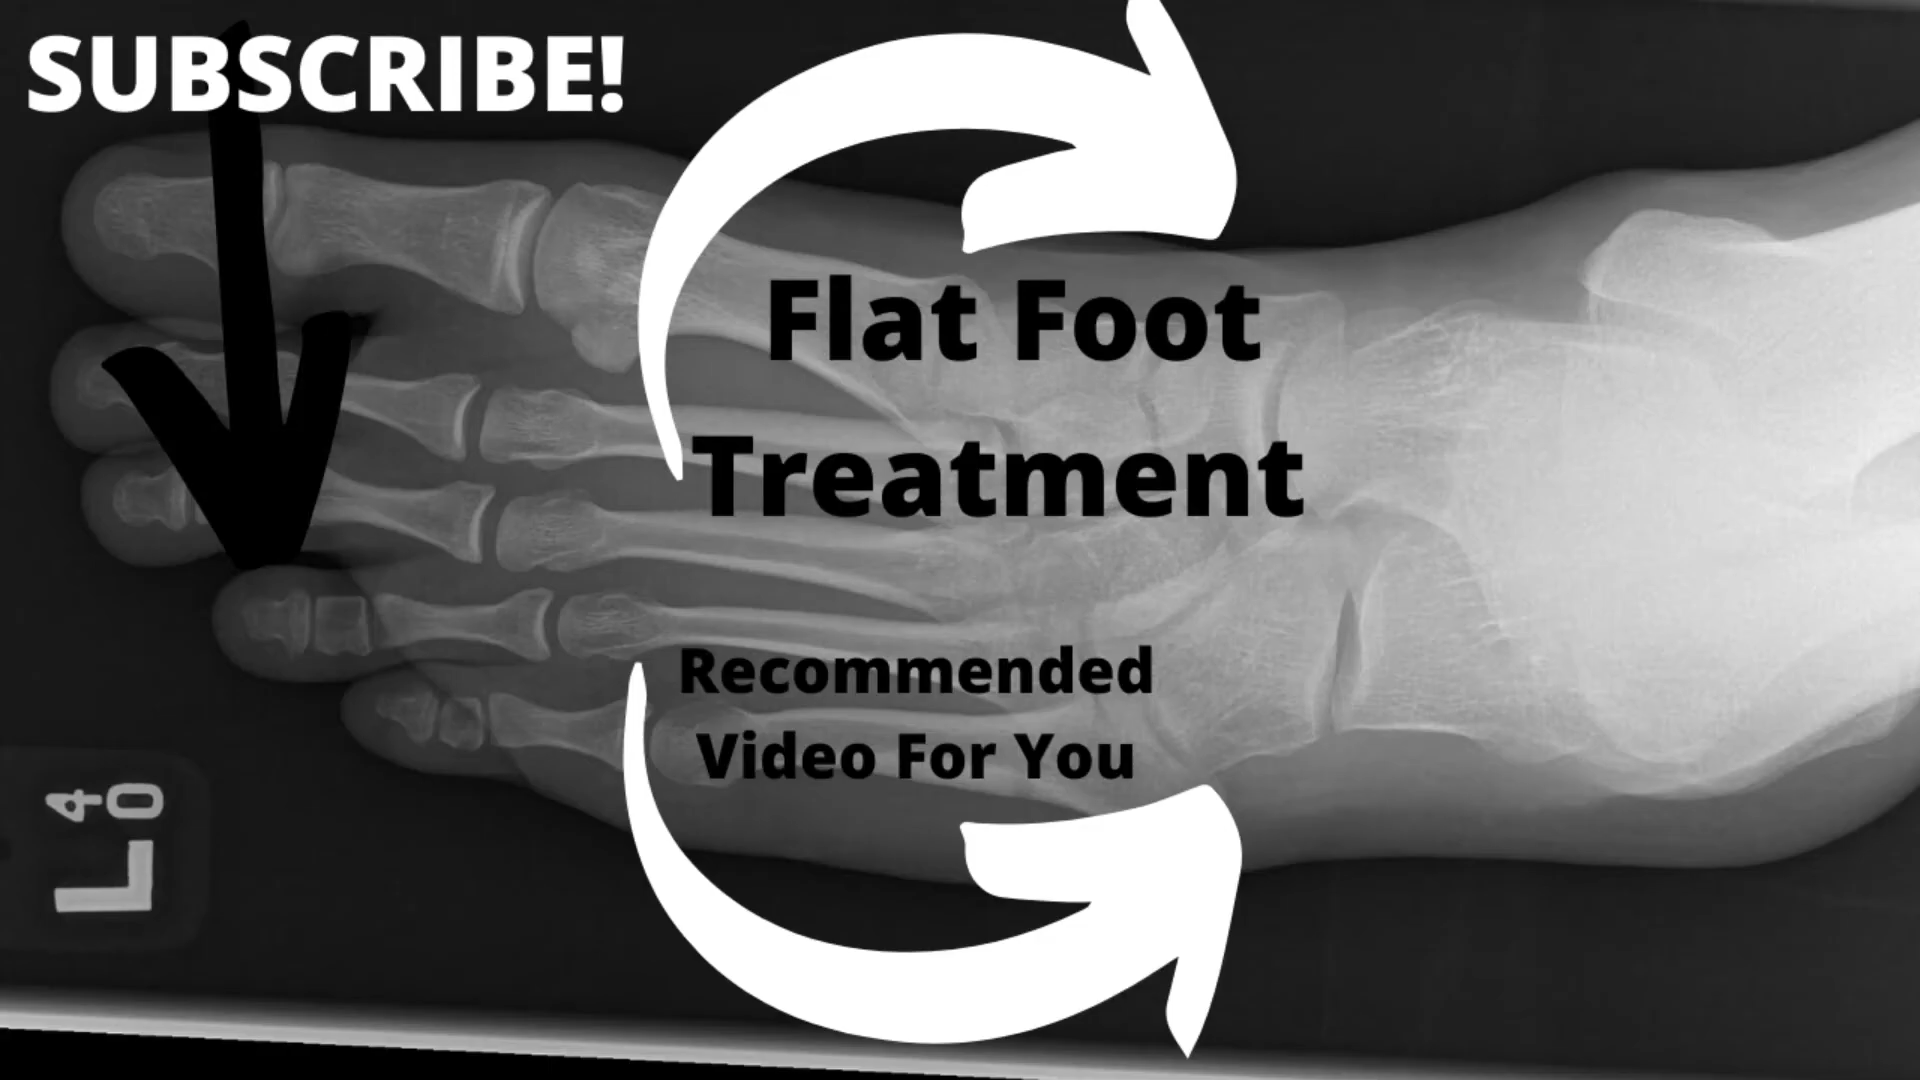 SUBSCRIBE!
Flat Foot
Treatment
Recommended
Video For You
L 40